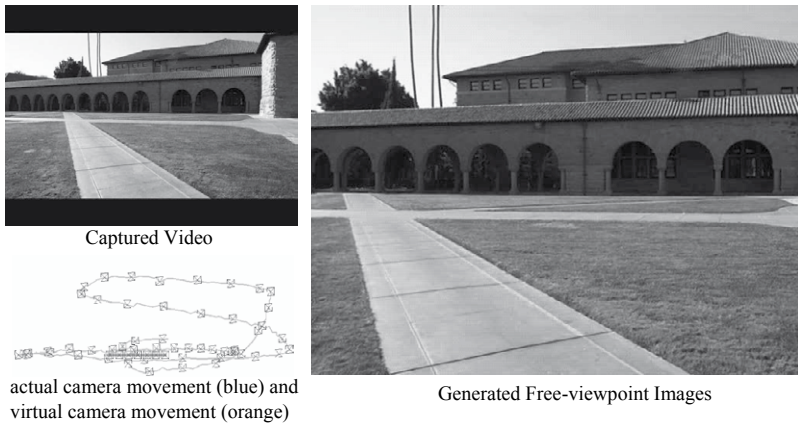 Captured Video
actual camera movement (blue) and
virtual camera movement (orange)
Generated Free-viewpoint Images